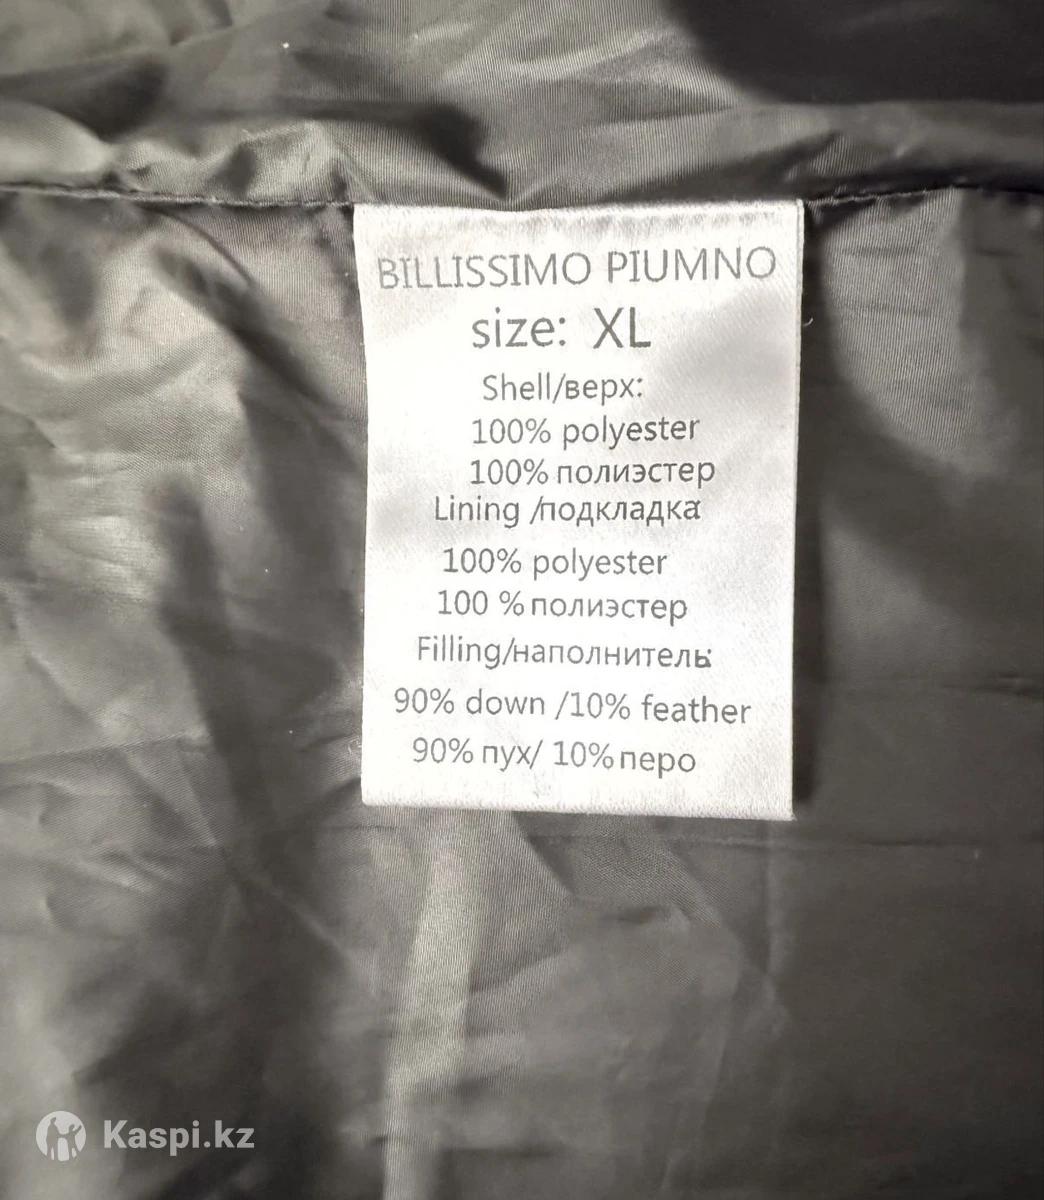 BILLISSIMO PIUMNO
size: XL
Shell/верх:
100% polyester
100% полиэстер
Lining /подкладка
100% polyester
100 % полиэстер
Filling/наполнитель:
90% down /10% feather
90% пух/ 10% перо
Kaspi.kz